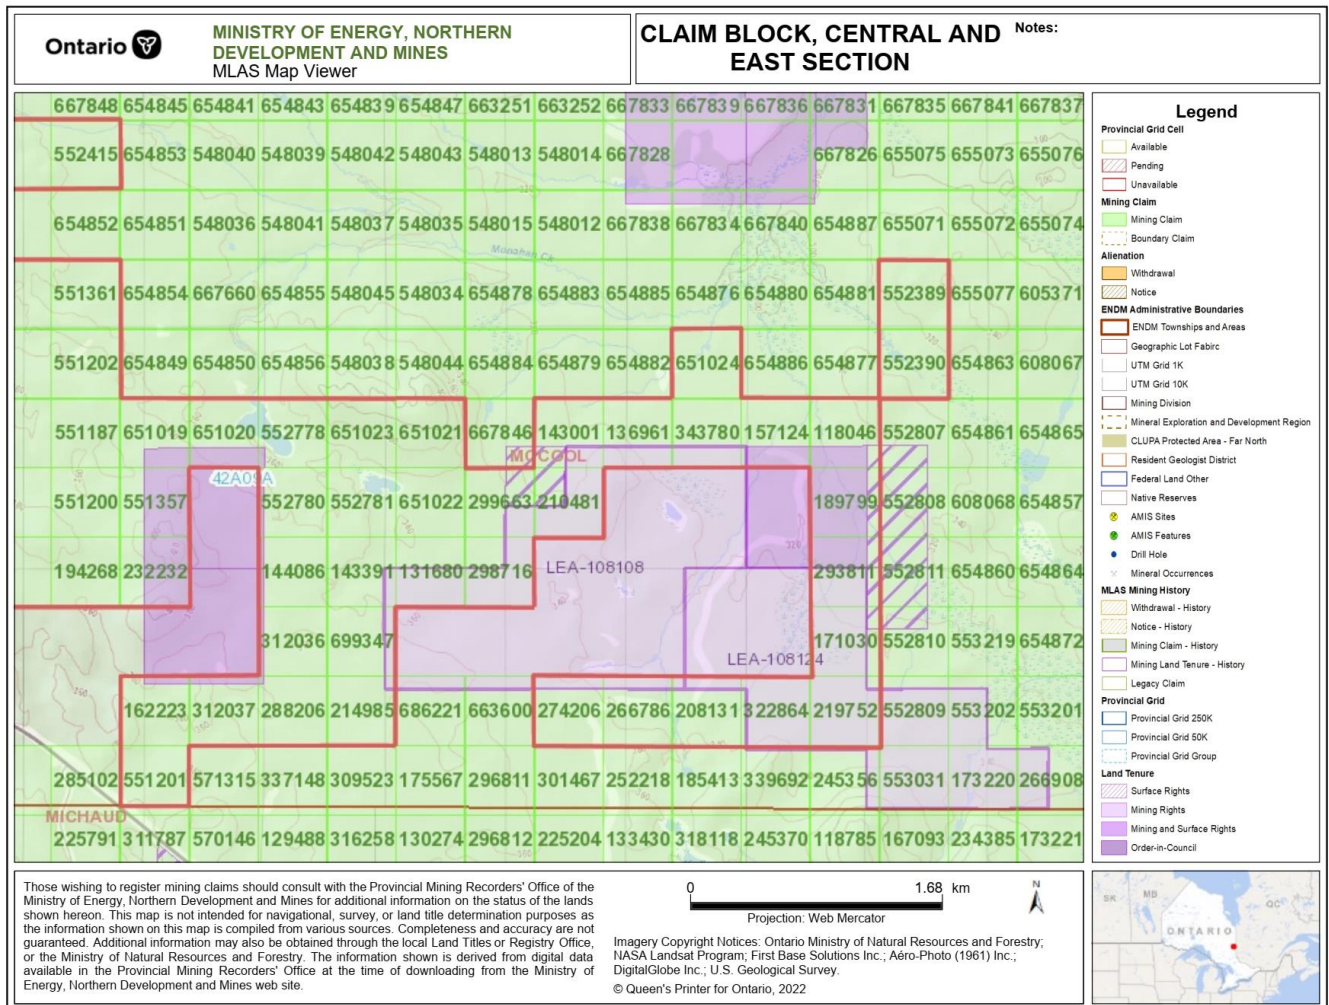 Ontario
MINISTRY OF ENERGY, NORTHERN
DEVELOPMENT AND MINES
MLAS Map Viewer
CLAIM BLOCK, CENTRAL AND
EAST SECTION
Notes:
667848 654845 654841 654843 654839 654847 663251 663252 667833 667839 667836 667831 667835 667841 667837
552415 654853 548040 548039 548042 548043 548013 548014 667828 667826 655075 655073 655076
654852 654851 548036 548041 548037 548035 548015 548012 667838 667834 667840 654887 655071 655072 655074
Monahan Ck
551361 654854 667660 654855 548045 548034 654878 654883 654885 654876 654880 654881 552389 655077 605371
551202 654849 654850 654856 548038 548044 654884 654879 654882 651024 654886 654877 552390 654863 608067
551187 651019 651020 552778 651023 651021 667846 143001 136961 343780 157124 118046 552807 654861 654865
MCCOOL
42A09A
551200 551357 552780 552781 651022 299663 210481 189799 552808 608068 654857
194268 232232 144086 143391 131680 298716 LEA-108108 293811 552811 654860 654864
312036 699347 171030 552810 553219 654872
LEA-108124
162223 312037 288206 214985 686221 663600 274206 266786 208131 322864 219752 552809 553202 553201
285102 551201 571315 337148 309523 175567 296811 301467 252218 185413 339692 245356 553031 173220 266908
MICHAUD
225791 311787 570146 129488 316258 130274 296812 225204 133430 318118 245370 118785 167093 234385 173221
Legend
Provincial Grid Cell
Available
Pending
Unavailable
Mining Claim
Mining Claim
Boundary Claim
Alienation
Withdrawal
Notice
ENDM Administrative Boundaries
ENDM Townships and Areas
Geographic Lot Fabirc
UTM Grid 1K
UTM Grid 10K
Mining Division
Mineral Exploration and Development Region
CLUPA Protected Area - Far North
Resident Geologist District
Federal Land Other
Native Reserves
AMIS Sites
AMIS Features
Drill Hole
Mineral Occurrences
MLAS Mining History
Withdrawal - History
Notice - History
Mining Claim - History
Mining Land Tenure - History
Legacy Claim
Provincial Grid
Provincial Grid 250K
Provincial Grid 50K
Provincial Grid Group
Land Tenure
Surface Rights
Mining Rights
Mining and Surface Rights
Order-in-Council
Those wishing to register mining claims should consult with the Provincial Mining Recorders' Office of the
Ministry of Energy, Northern Development and Mines for additional information on the status of the lands
shown hereon. This map is not intended for navigational, survey, or land title determination purposes as
the information shown on this map is compiled from various sources. Completeness and accuracy are not
guaranteed. Additional information may also be obtained through the local Land Titles or Registry Office,
or the Ministry of Natural Resources and Forestry. The information shown is derived from digital data
available in the Provincial Mining Recorders' Office at the time of downloading from the Ministry of
Energy, Northern Development and Mines web site.
0 1.68 km
Projection: Web Mercator
N
Imagery Copyright Notices: Ontario Ministry of Natural Resources and Forestry;
NASA Landsat Program; First Base Solutions Inc.; Aéro-Photo (1961) Inc.;
DigitalGlobe Inc.; U.S. Geological Survey.
© Queen's Printer for Ontario, 2022
SK MB QC
ONTARIO